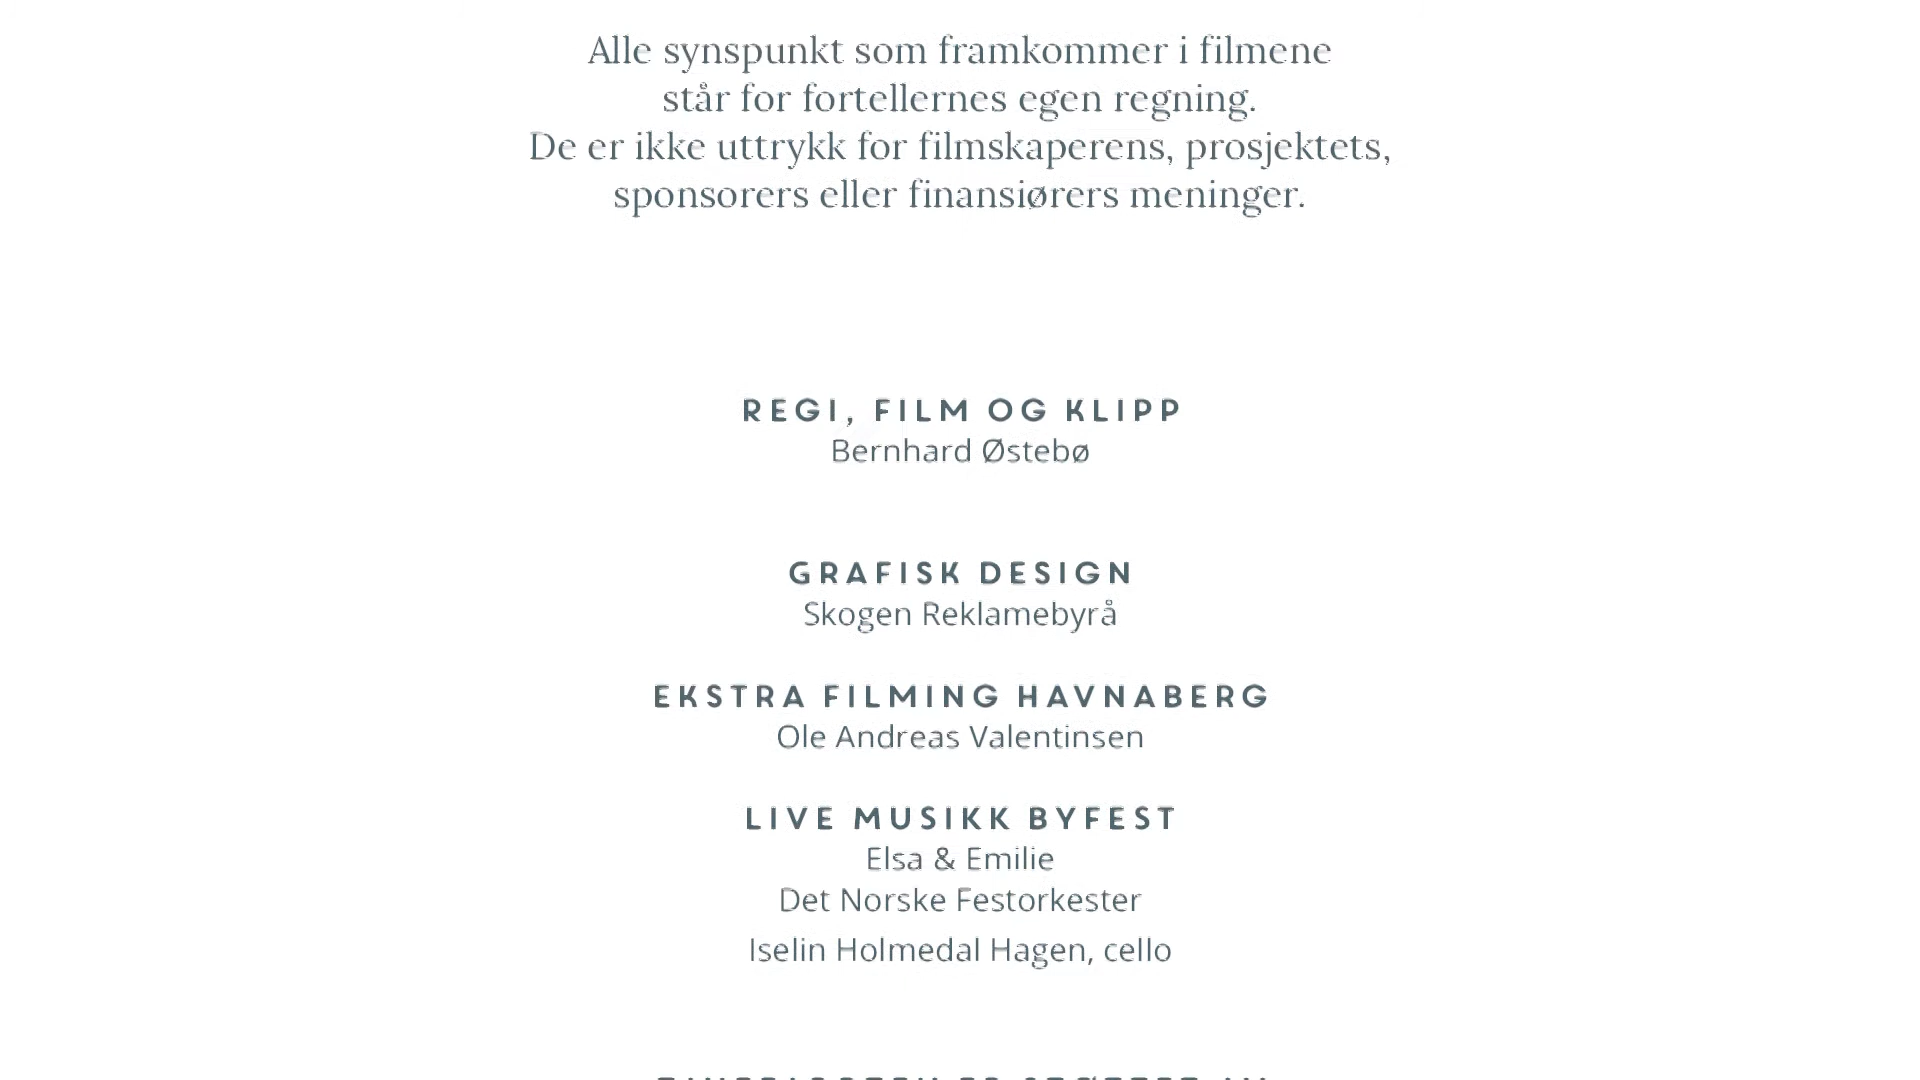 Alle synspunkt som framkommer i filmene
står for fortellernes egen regning.
De er ikke uttrykk for filmskaperens, prosjektets,
sponsorers eller finansiørers meninger.
REGI, FILM OG KLIPP
Bernhard Østebø
GRAFISK DESIGN
Skogen Reklamebyrå
EKSTRA FILMING HAVNABERG
Ole Andreas Valentinsen
LIVE MUSIKK BYFEST
Elsa & Emilie
Det Norske Festorkester
Iselin Holmedal Hagen, cello